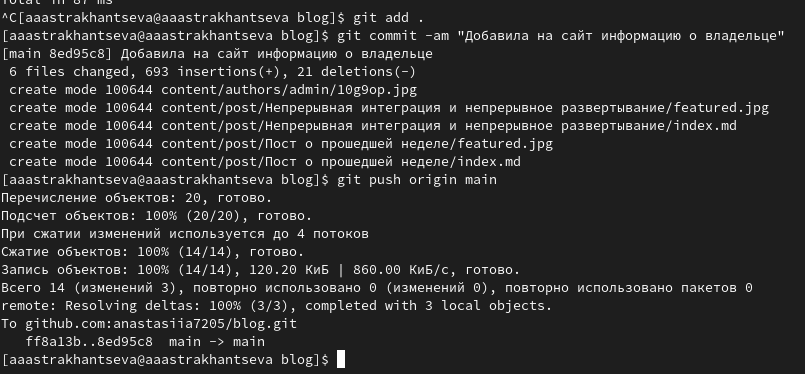 Total in 87 ms
^C[aaastrakhantseva@aaastrakhantseva blog]$ git add .
[aaastrakhantseva@aaastrakhantseva blog]$ git commit -am "Добавила на сайт информацию о владельце"
[main 8ed95c8] Добавила на сайт информацию о владельце
 6 files changed, 693 insertions(+), 21 deletions(-)
 create mode 100644 content/authors/admin/10g9op.jpg
 create mode 100644 content/post/Непрерывная интеграция и непрерывное развертывание/featured.jpg
 create mode 100644 content/post/Непрерывная интеграция и непрерывное развертывание/index.md
 create mode 100644 content/post/Пост о прошедшей неделе/featured.jpg
 create mode 100644 content/post/Пост о прошедшей неделе/index.md
[aaastrakhantseva@aaastrakhantseva blog]$ git push origin main
Перечисление объектов: 20, готово.
Подсчет объектов: 100% (20/20), готово.
При сжатии изменений используется до 4 потоков
Сжатие объектов: 100% (14/14), готово.
Запись объектов: 100% (14/14), 120.20 КиБ | 860.00 КиБ/с, готово.
Всего 14 (изменений 3), повторно использовано 0 (изменений 0), повторно использовано пакетов 0
remote: Resolving deltas: 100% (3/3), completed with 3 local objects.
To github.com:anastasiia7205/blog.git
   ff8a13b..8ed95c8  main -> main
[aaastrakhantseva@aaastrakhantseva blog]$